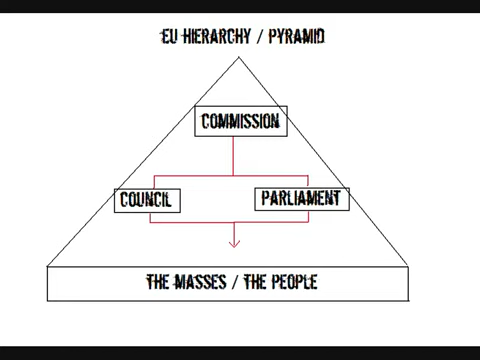 EU HIERARCHY / PYRAMID
COMMISSION
COUNCIL
PARLIAMENT
THE MASSES / THE PEOPLE